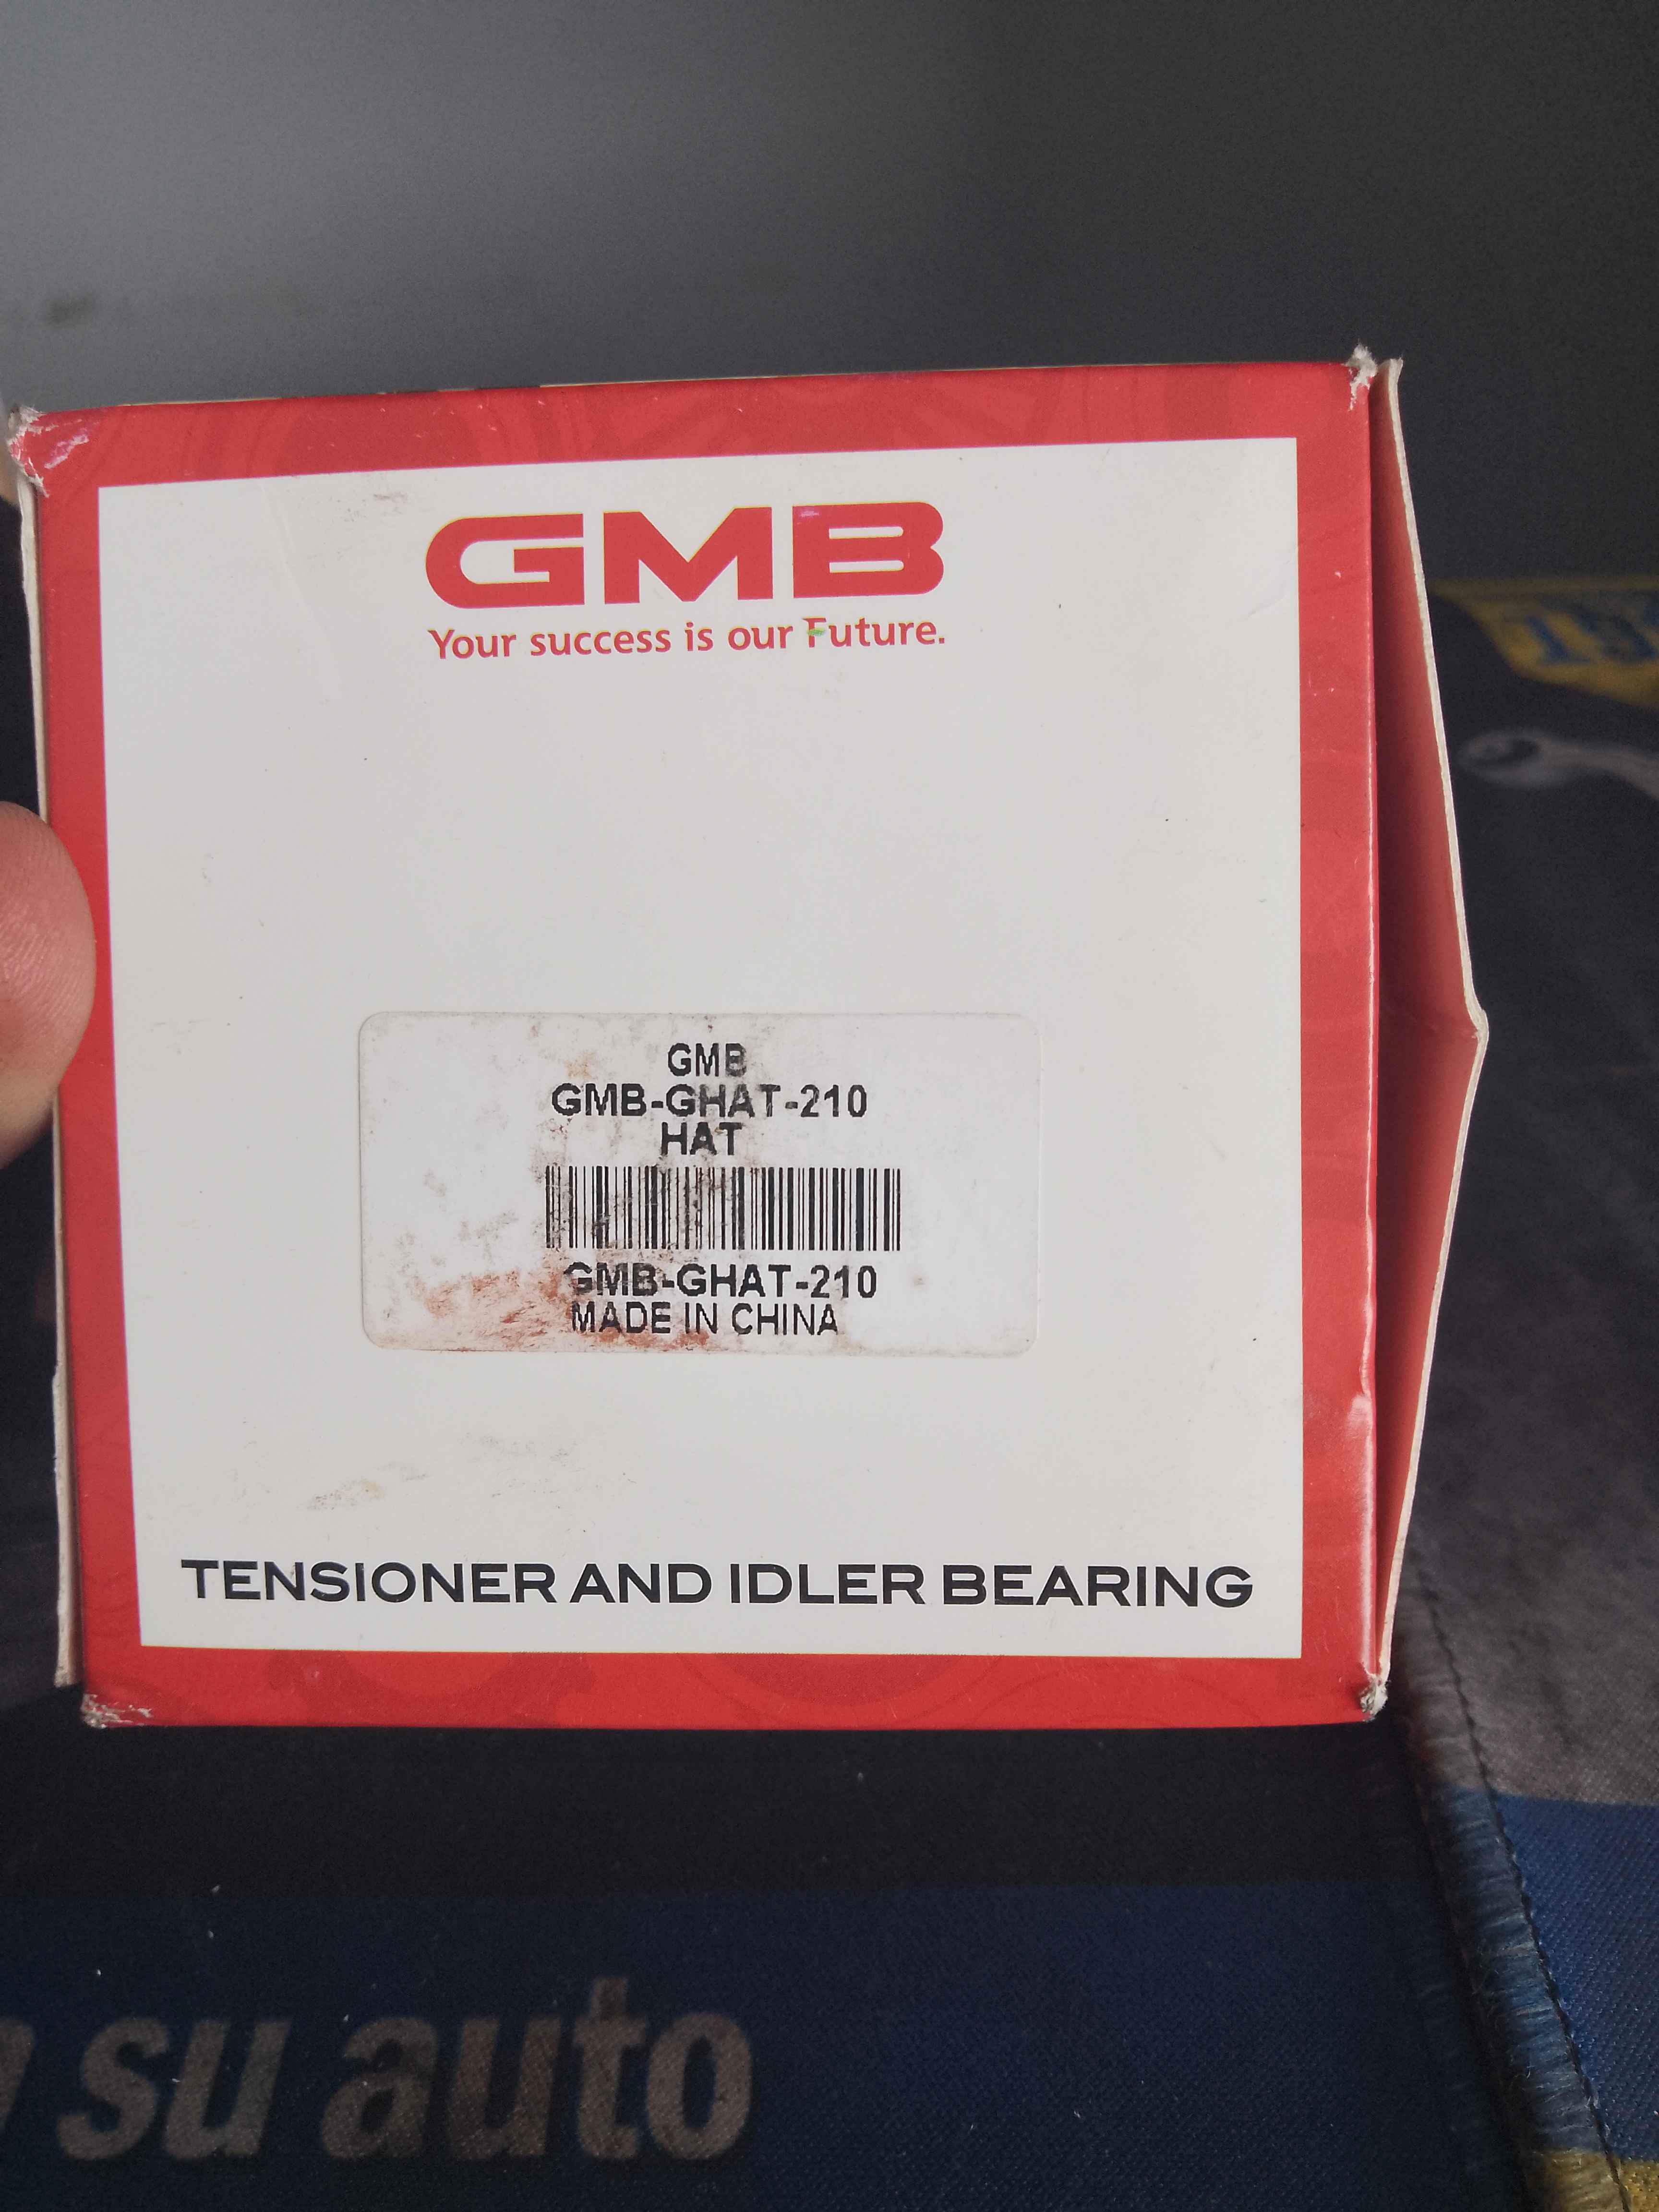 GMB
Your success is our Future.
GMB
GMB-GHAT-210
HAT
GMB-GHAT-210
MADE IN CHINA
TENSIONER AND IDLER BEARING
su auto